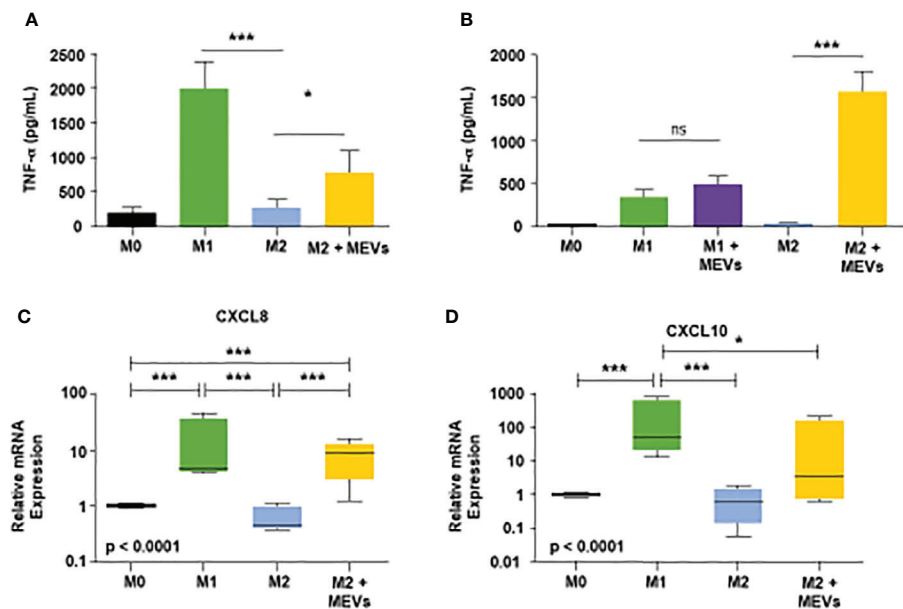 A
TNF-α (pg/mL)
2500
2000
1500
1000
500
0
***
*
M0
M1
M2
M2 + MEVs
B
TNF-α (pg/mL)
2000
1500
1000
500
0
ns
***
M0
M1
M1 +
MEVs
M2
M2 +
MEVs
C
CXCL8
Relative mRNA
Expression
100
10
1
0.1
***
***
***
***
p < 0.0001
M0
M1
M2
M2 +
MEVs
D
CXCL10
Relative mRNA
Expression
1000
100
10
1
0.1
0.01
*
***
***
p < 0.0001
M0
M1
M2
M2 +
MEVs